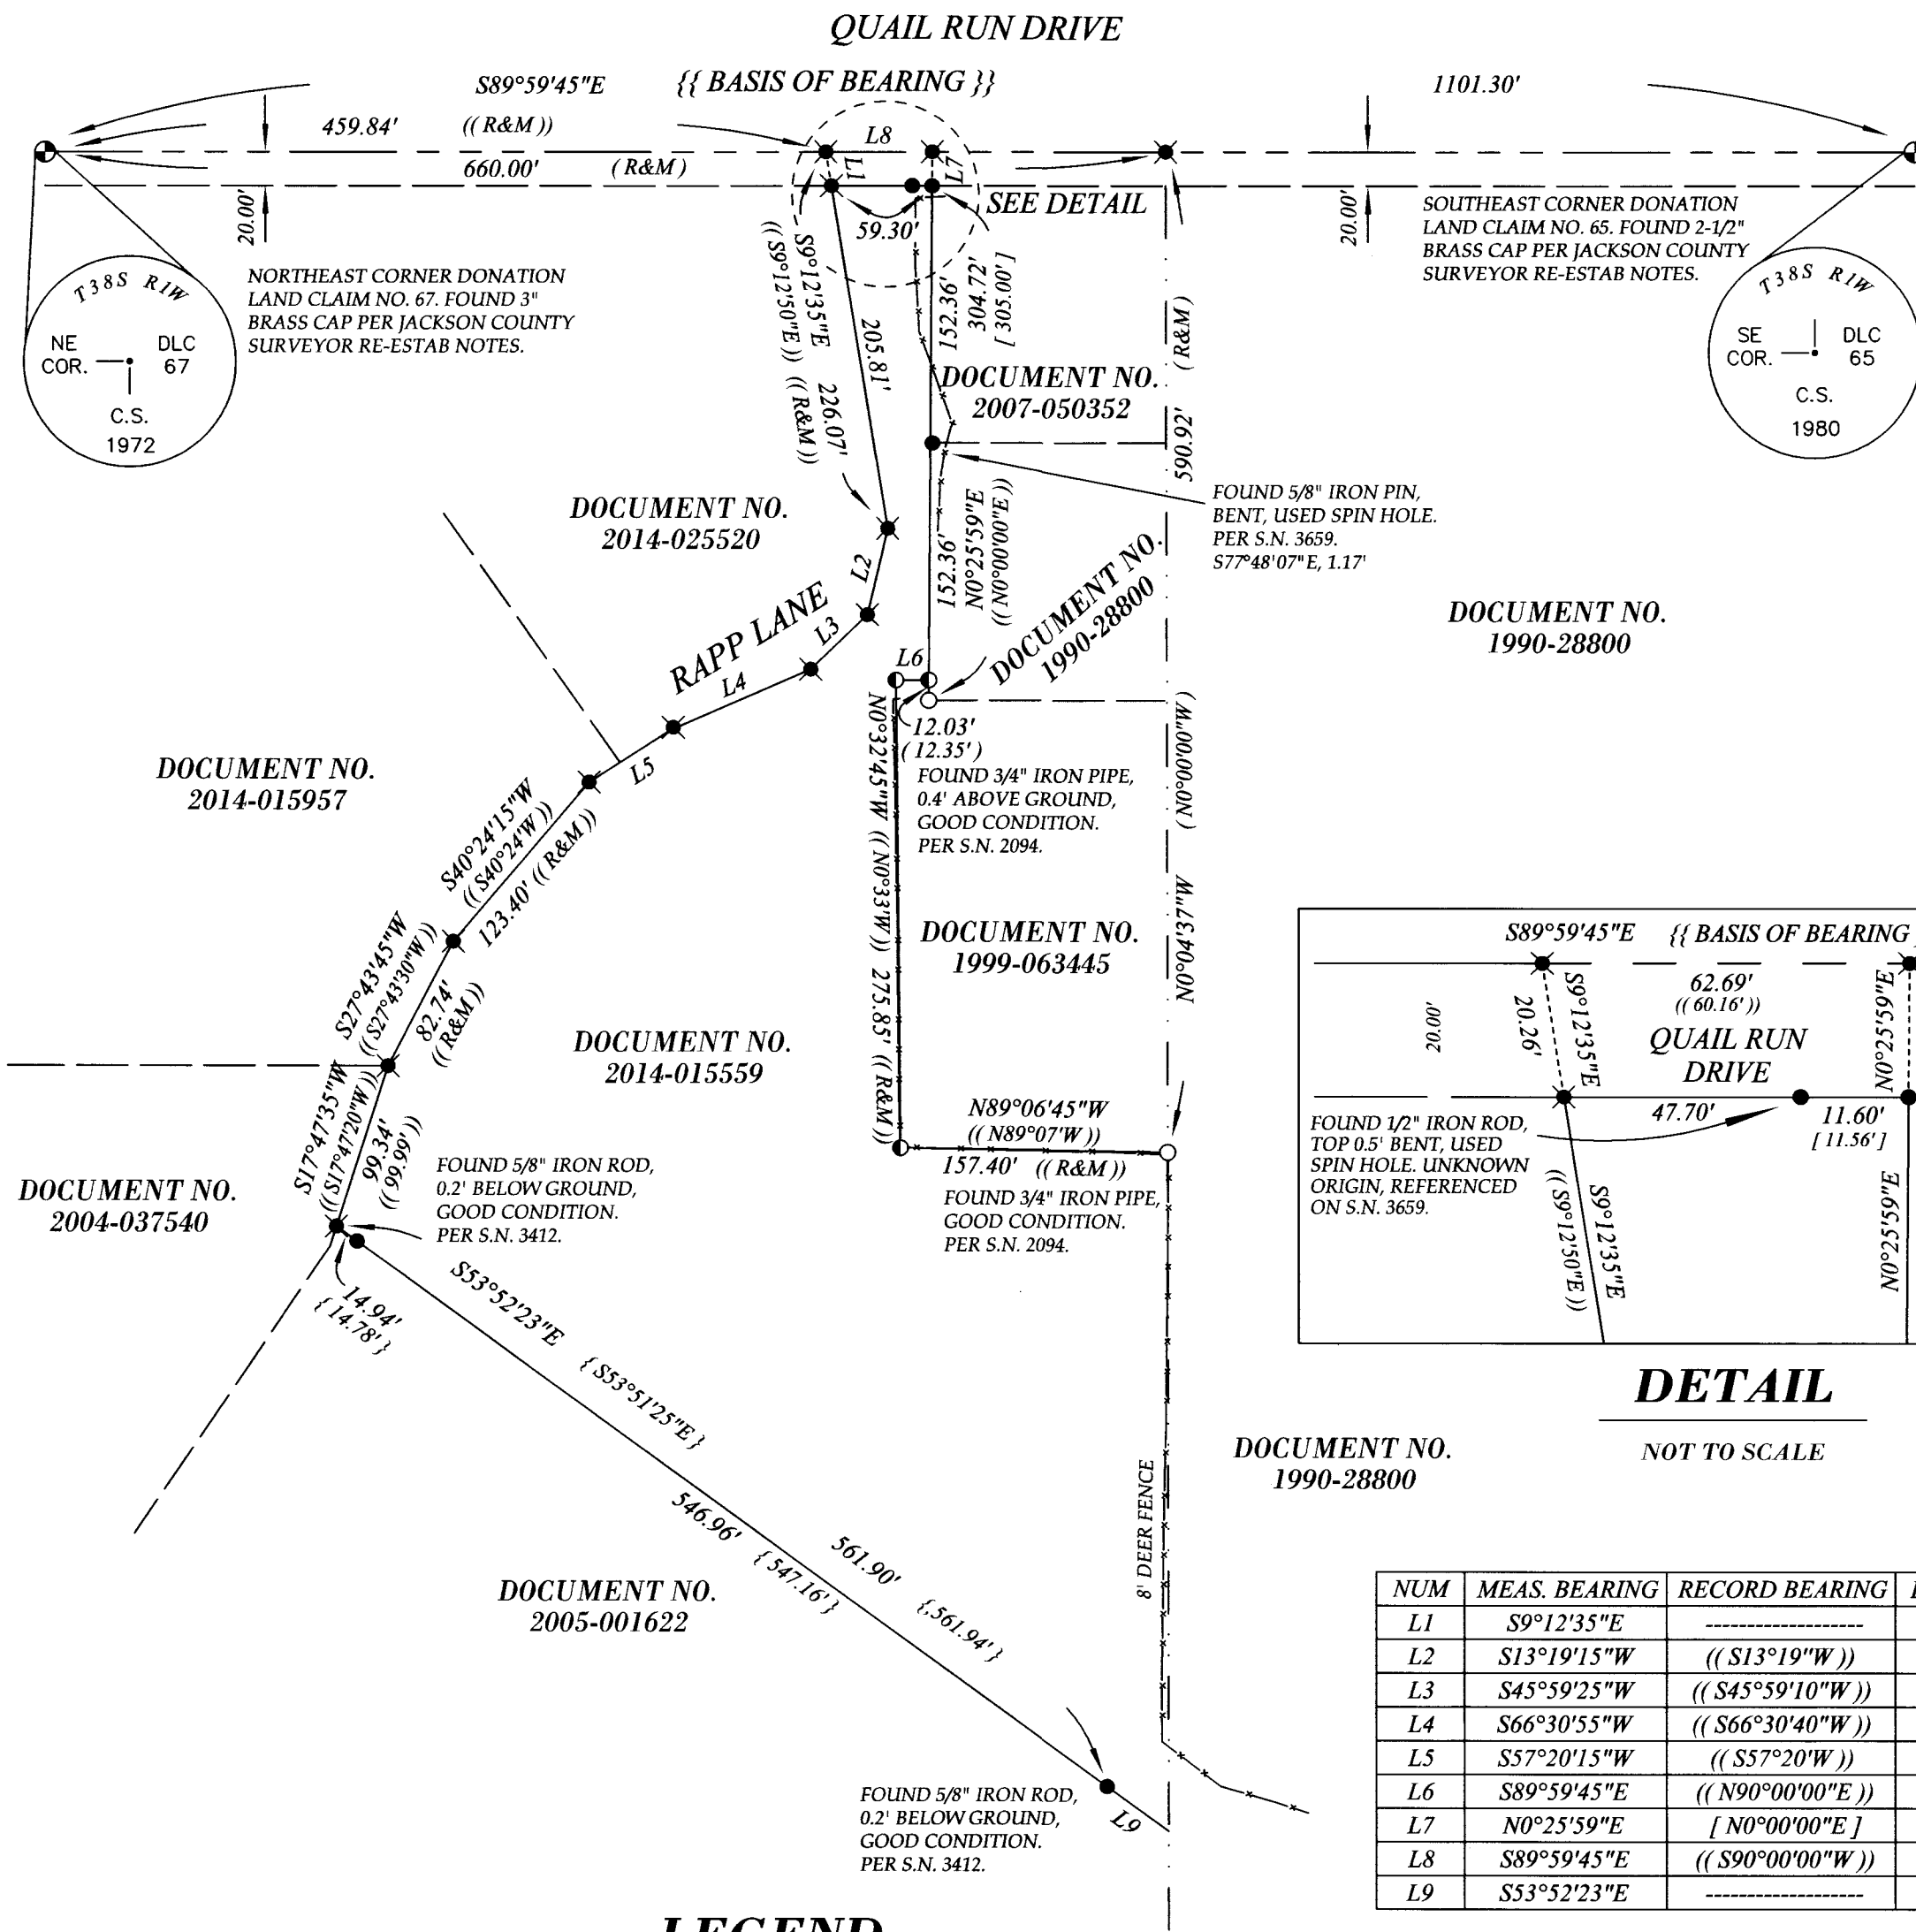 QUAIL RUN DRIVE
S89°59'45"E
{{ BASIS OF BEARING }}
1101.30'
459.84'
(( R&M ))
L8
660.00'
( R&M )
L1
L7
20.00'
59.30'
SEE DETAIL
20.00'
SOUTHEAST CORNER DONATION
LAND CLAIM NO. 65. FOUND 2-1/2"
BRASS CAP PER JACKSON COUNTY
SURVEYOR RE-ESTAB NOTES.
NORTHEAST CORNER DONATION
LAND CLAIM NO. 67. FOUND 3"
BRASS CAP PER JACKSON COUNTY
SURVEYOR RE-ESTAB NOTES.
T38S R1W
NE
COR.
DLC
67
C.S.
1972
T38S R1W
SE
COR.
DLC
65
C.S.
1980
S9°12'35"E 226.07'
(( S9°12'50"E )) (( R&M ))
205.81'
152.36'
304.72'
[ 305.00' ]
( R&M )
590.92'
DOCUMENT NO.
2007-050352
DOCUMENT NO.
2014-025520
FOUND 5/8" IRON PIN,
BENT, USED SPIN HOLE.
PER S.N. 3659.
S77°48'07"E, 1.17'
152.36'
N0°25'59"E
(( N0°00'00"E ))
L2
L3
RAPP LANE
L4
L5
L6
DOCUMENT NO.
1990-28800
DOCUMENT NO.
1990-28800
12.03'
( 12.35' )
( N0°00'00"W )
FOUND 3/4" IRON PIPE,
0.4' ABOVE GROUND,
GOOD CONDITION.
PER S.N. 2094.
DOCUMENT NO.
2014-015957
S40°24'15"W
(( S40°24'W ))
123.40' (( R&M ))
N0°32'45"W (( N0°33'W )) 275.85' (( R&M ))
N0°04'37"W
DOCUMENT NO.
1999-063445
S27°43'45"W
(( S27°43'30"W ))
82.74'
(( R&M ))
DOCUMENT NO.
2014-015559
S17°47'35"W
(( S17°47'20"W ))
99.34'
(( 99.99' ))
N89°06'45"W
(( N89°07'W ))
157.40' (( R&M ))
FOUND 3/4" IRON PIPE,
GOOD CONDITION.
PER S.N. 2094.
FOUND 5/8" IRON ROD,
0.2' BELOW GROUND,
GOOD CONDITION.
PER S.N. 3412.
DOCUMENT NO.
2004-037540
14.94'
{ 14.78' }
S53°52'23"E { S53°51'25"E }
546.96' { 547.16' }
561.90' { 561.94' }
S89°59'45"E {{ BASIS OF BEARING
62.69'
(( 60.16' ))
S9°12'35"E
20.26'
20.00'
N0°25'59"E
QUAIL RUN
DRIVE
47.70'
11.60'
[ 11.56' ]
FOUND 1/2" IRON ROD,
TOP 0.5' BENT, USED
SPIN HOLE. UNKNOWN
ORIGIN, REFERENCED
ON S.N. 3659.
S9°12'35"E
(( S9°12'50"E ))
N0°25'59"E
DETAIL
NOT TO SCALE
DOCUMENT NO.
1990-28800
8' DEER FENCE
DOCUMENT NO.
2005-001622
FOUND 5/8" IRON ROD,
0.2' BELOW GROUND,
GOOD CONDITION.
PER S.N. 3412.
L9
NUM MEAS. BEARING RECORD BEARING
L1 S9°12'35"E -------------------
L2 S13°19'15"W (( S13°19"W ))
L3 S45°59'25"W (( S45°59'10"W ))
L4 S66°30'55"W (( S66°30'40"W ))
L5 S57°20'15"W (( S57°20'W ))
L6 S89°59'45"E (( N90°00'00"E ))
L7 N0°25'59"E [ N0°00'00"E ]
L8 S89°59'45"E (( S90°00'00"W ))
L9 S53°52'23"E -------------------
LEGEND